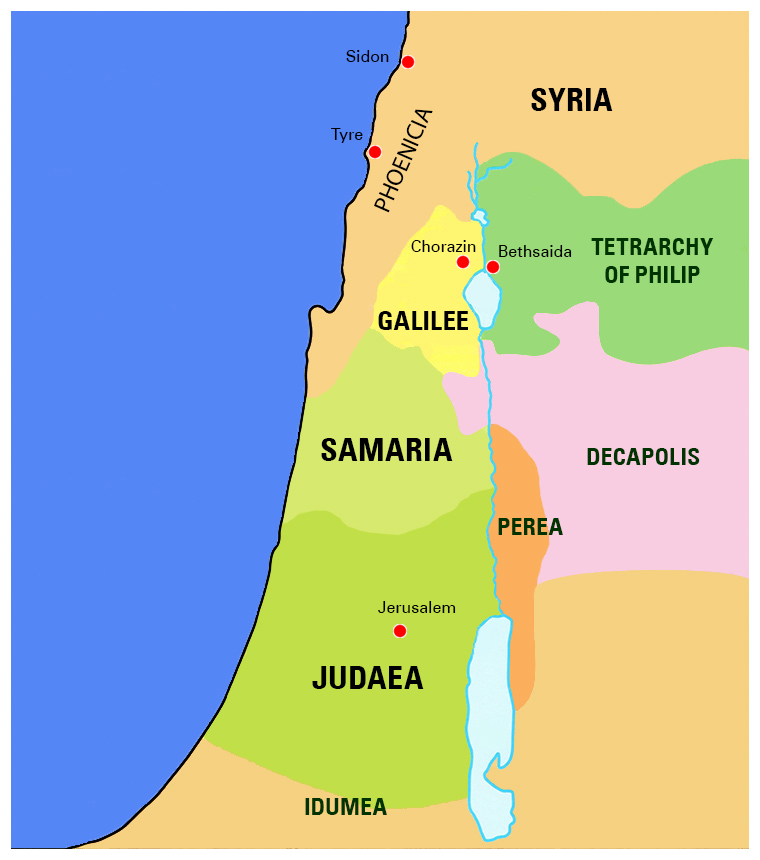 Sidon
SYRIA
Tyre
PHOENICIA
Chorazin
Bethsaida
TETRARCHY
OF PHILIP
GALILEE
SAMARIA
DECAPOLIS
PEREA
Jerusalem
JUDAEA
IDUMEA